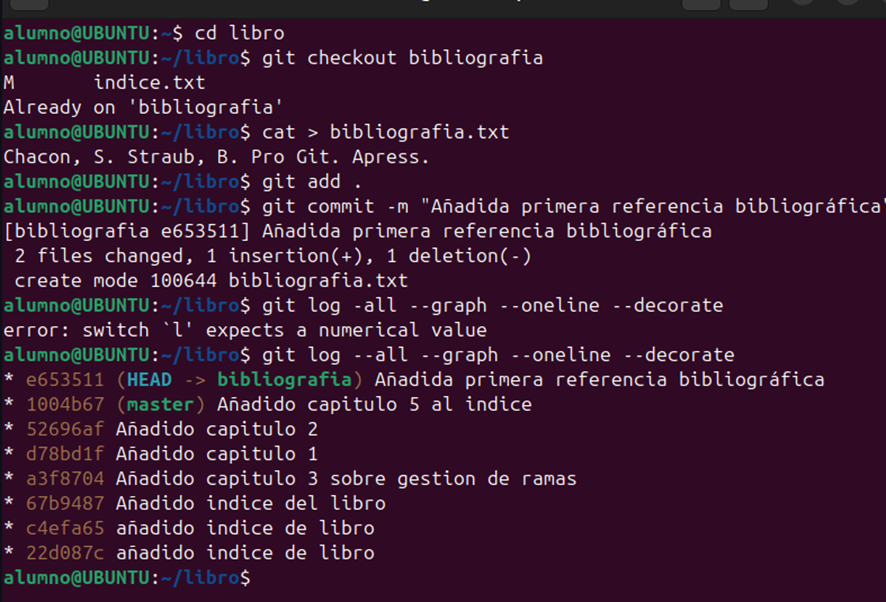 alumno@UBUNTU:~$ cd libro
alumno@UBUNTU:~/libro$ git checkout bibliografia
M       indice.txt
Already on 'bibliografia'
alumno@UBUNTU:~/libro$ cat > bibliografia.txt
Chacon, S. Straub, B. Pro Git. Apress.
alumno@UBUNTU:~/libro$ git add .
alumno@UBUNTU:~/libro$ git commit -m "Añadida primera referencia bibliográfica"
[bibliografia e653511] Añadida primera referencia bibliográfica
 2 files changed, 1 insertion(+), 1 deletion(-)
 create mode 100644 bibliografia.txt
alumno@UBUNTU:~/libro$ git log -all --graph --oneline --decorate
error: switch `l' expects a numerical value
alumno@UBUNTU:~/libro$ git log --all --graph --oneline --decorate
* e653511 (HEAD -> bibliografia) Añadida primera referencia bibliográfica
* 1004b67 (master) Añadido capitulo 5 al indice
* 52696af Añadido capitulo 2
* d78bd1f Añadido capitulo 1
* a3f8704 Añadido capitulo 3 sobre gestion de ramas
* 67b9487 Añadido indice del libro
* c4efa65 añadido indice de libro
* 22d087c añadido indice de libro
alumno@UBUNTU:~/libro$